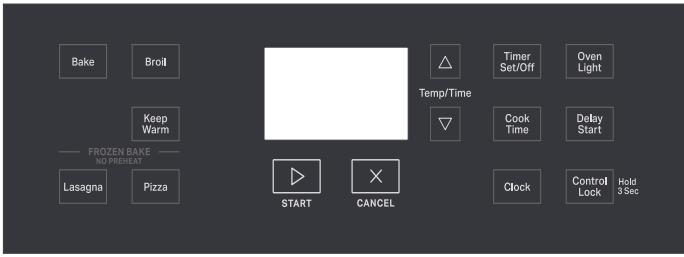 Bake
Broil
Keep
Warm
FROZEN BAKE
NO PREHEAT
Lasagna
Pizza
START
CANCEL
Temp/Time
Timer
Set/Off
Oven
Light
Cook
Time
Delay
Start
Clock
Control
Lock
Hold
3 Sec